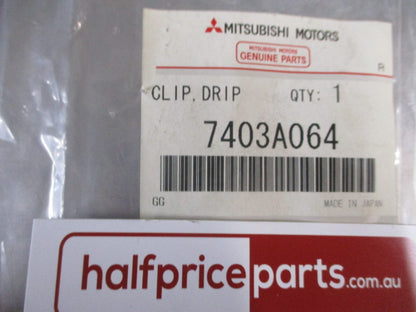 MITSUBISHI MOTORS
MITSUBISHI MOTORS
GENUINE PARTS
R
CLIP, DRIP QTY: 1
7403A064
GG MADE IN JAPAN
halfpriceparts.com.au